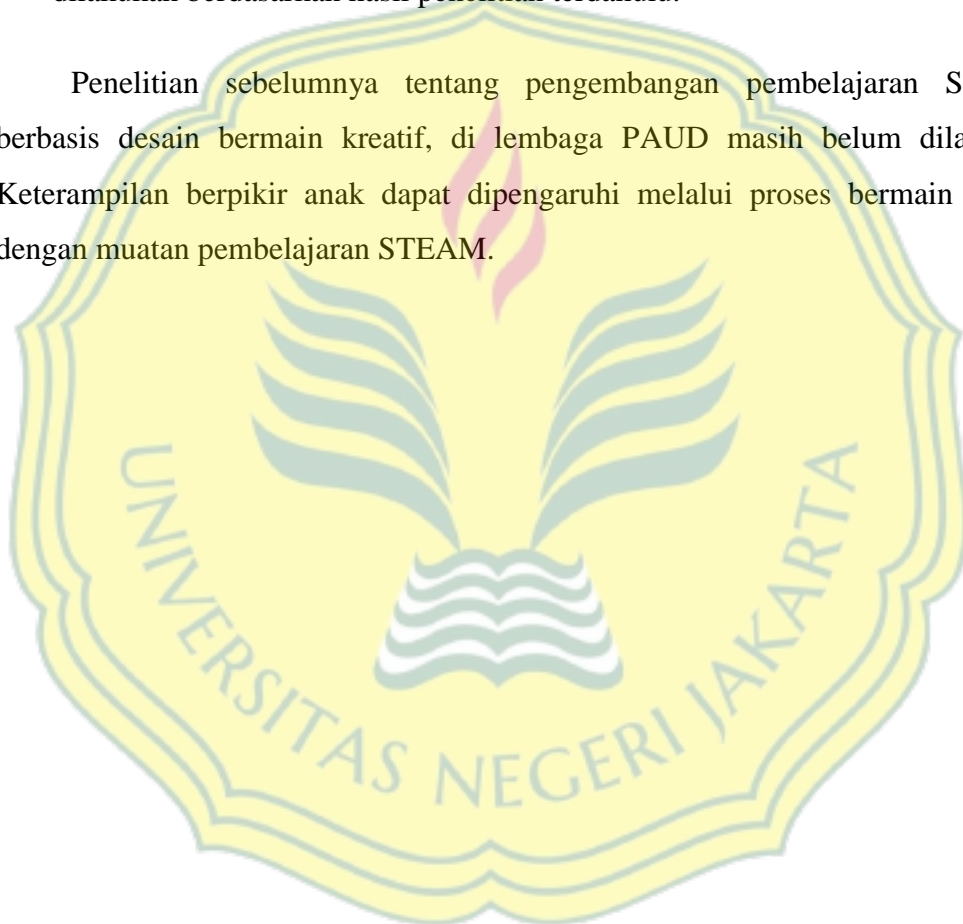 dilakukan berdasarkan hasil penelitian terdahulu.
Penelitian sebelumnya tentang pengembangan pembelajaran S
berbasis desain bermain kreatif, di lembaga PAUD masih belum dila
Keterampilan berpikir anak dapat dipengaruhi melalui proses bermain
dengan muatan pembelajaran STEAM.
UNIVERSITAS NEGERI JAKARTA